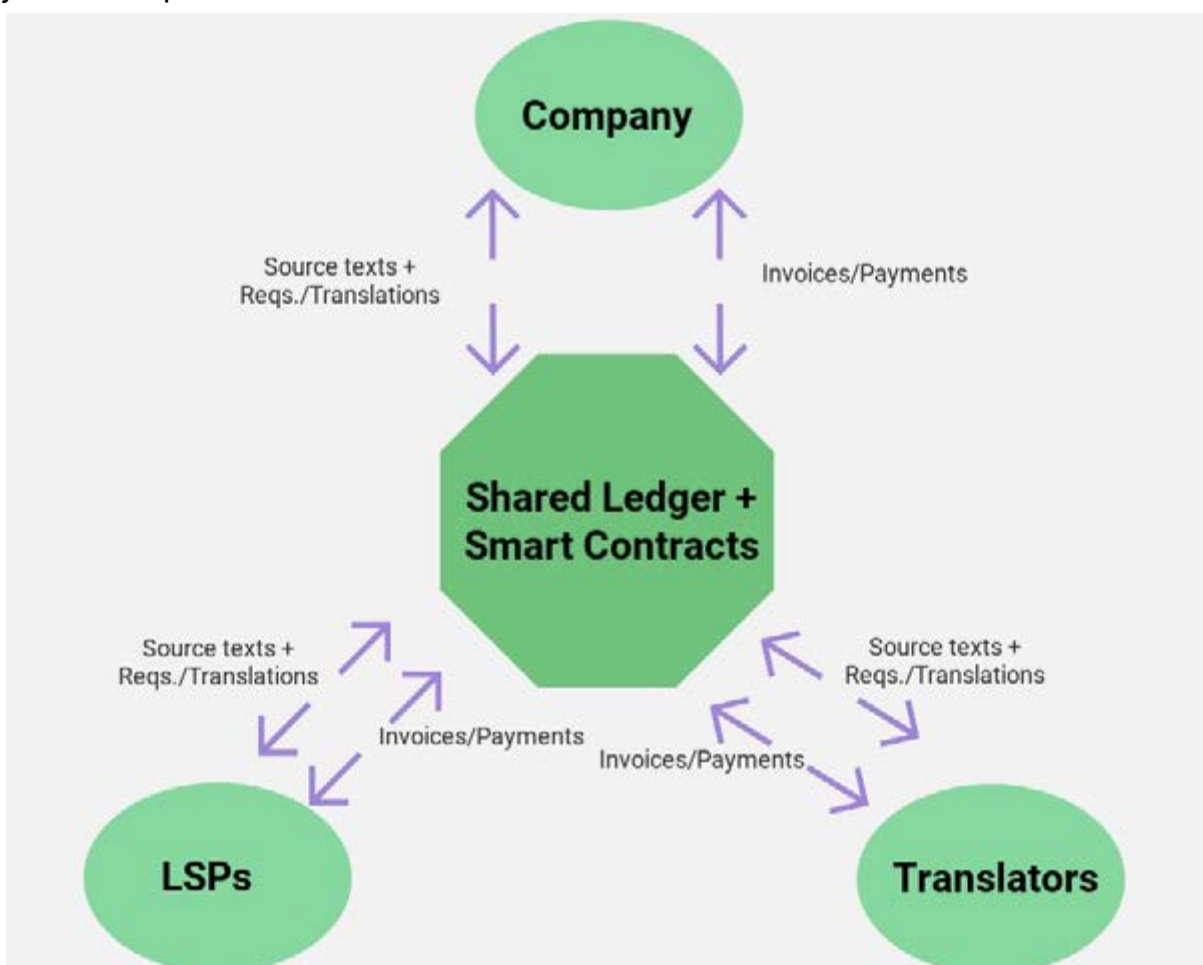 Company
Source texts +
Reqs./Translations
Invoices/Payments
Shared Ledger +
Smart Contracts
Source texts +
Reqs./Translations
Invoices/Payments
Source texts +
Reqs./Translations
Invoices/Payments
LSPs
Translators